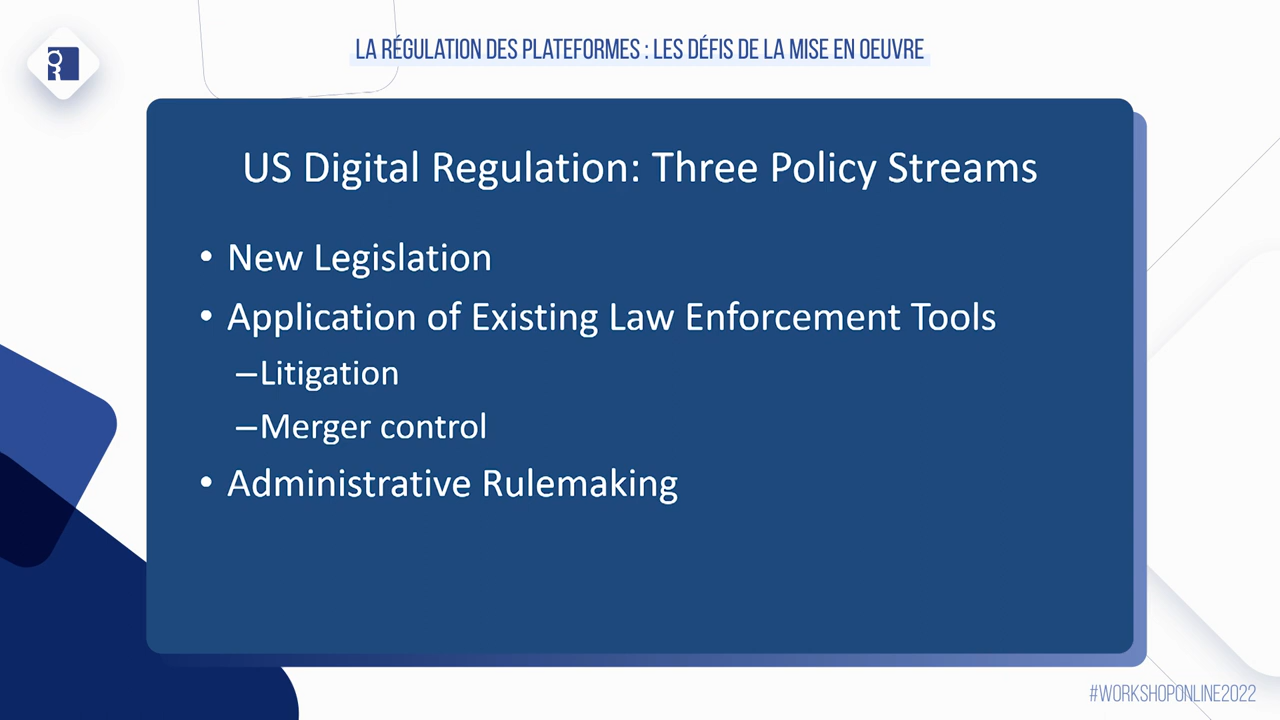 LA RÉGULATION DES PLATEFORMES : LES DÉFIS DE LA MISE EN OEUVRE
US Digital Regulation: Three Policy Streams
• New Legislation
• Application of Existing Law Enforcement Tools
–Litigation
–Merger control
• Administrative Rulemaking
#WORKSHOPONLINE2022